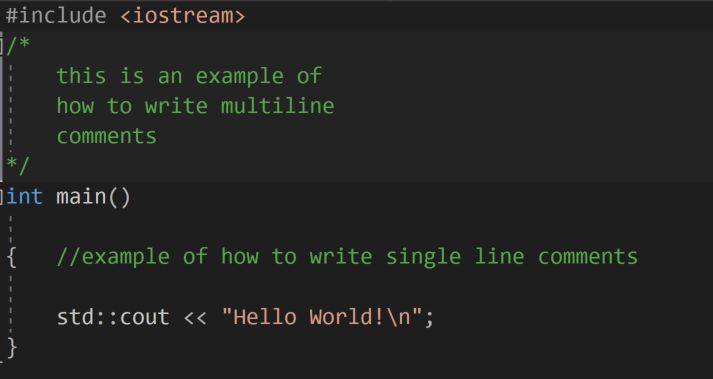 #include <iostream>
/*
    this is an example of
    how to write multiline
    comments
*/
int main()
{   //example of how to write single line comments
    std::cout << "Hello World!\n";
}